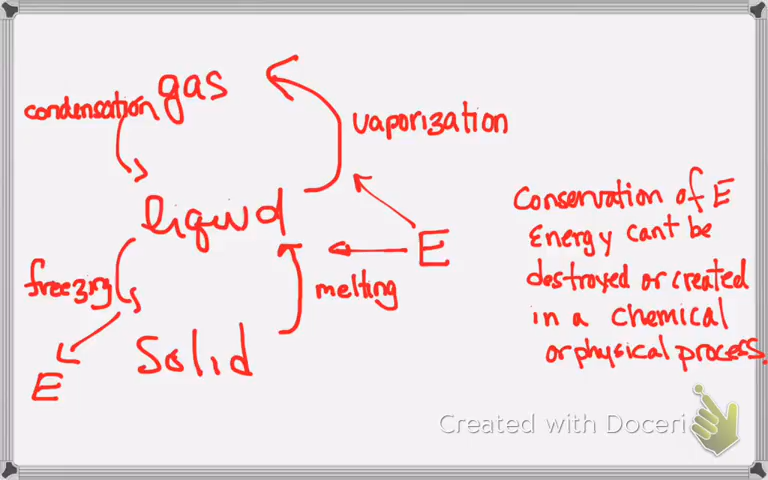 gas
condensation
vaporization
liquid
E
freezing
melting
solid
E
Conservation of E
Energy can't be
destroyed or created
in a chemical
or physical process.
Created with Doceri